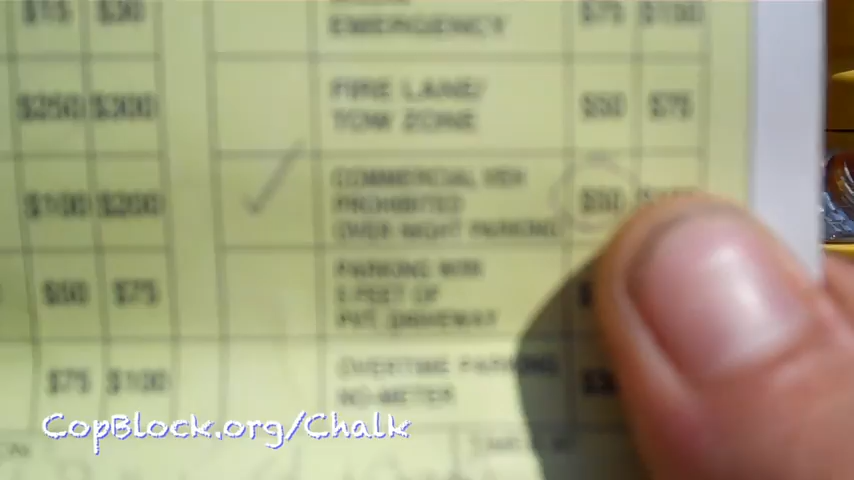 $15 $30
EMERGENCY
$75 $150
$250 $300
FIRE LANE/
TOW ZONE
$50 $75
$100 $200
COMMERCIAL VEH
PROHIBITED
OVER NIGHT PARKING
$50
$50 $75
PARKING W/IN
5 FEET OF
PVT. DRIVEWAY
$75 $100
OVERTIME PARKING
NO-METER
CopBlock.org/Chalk